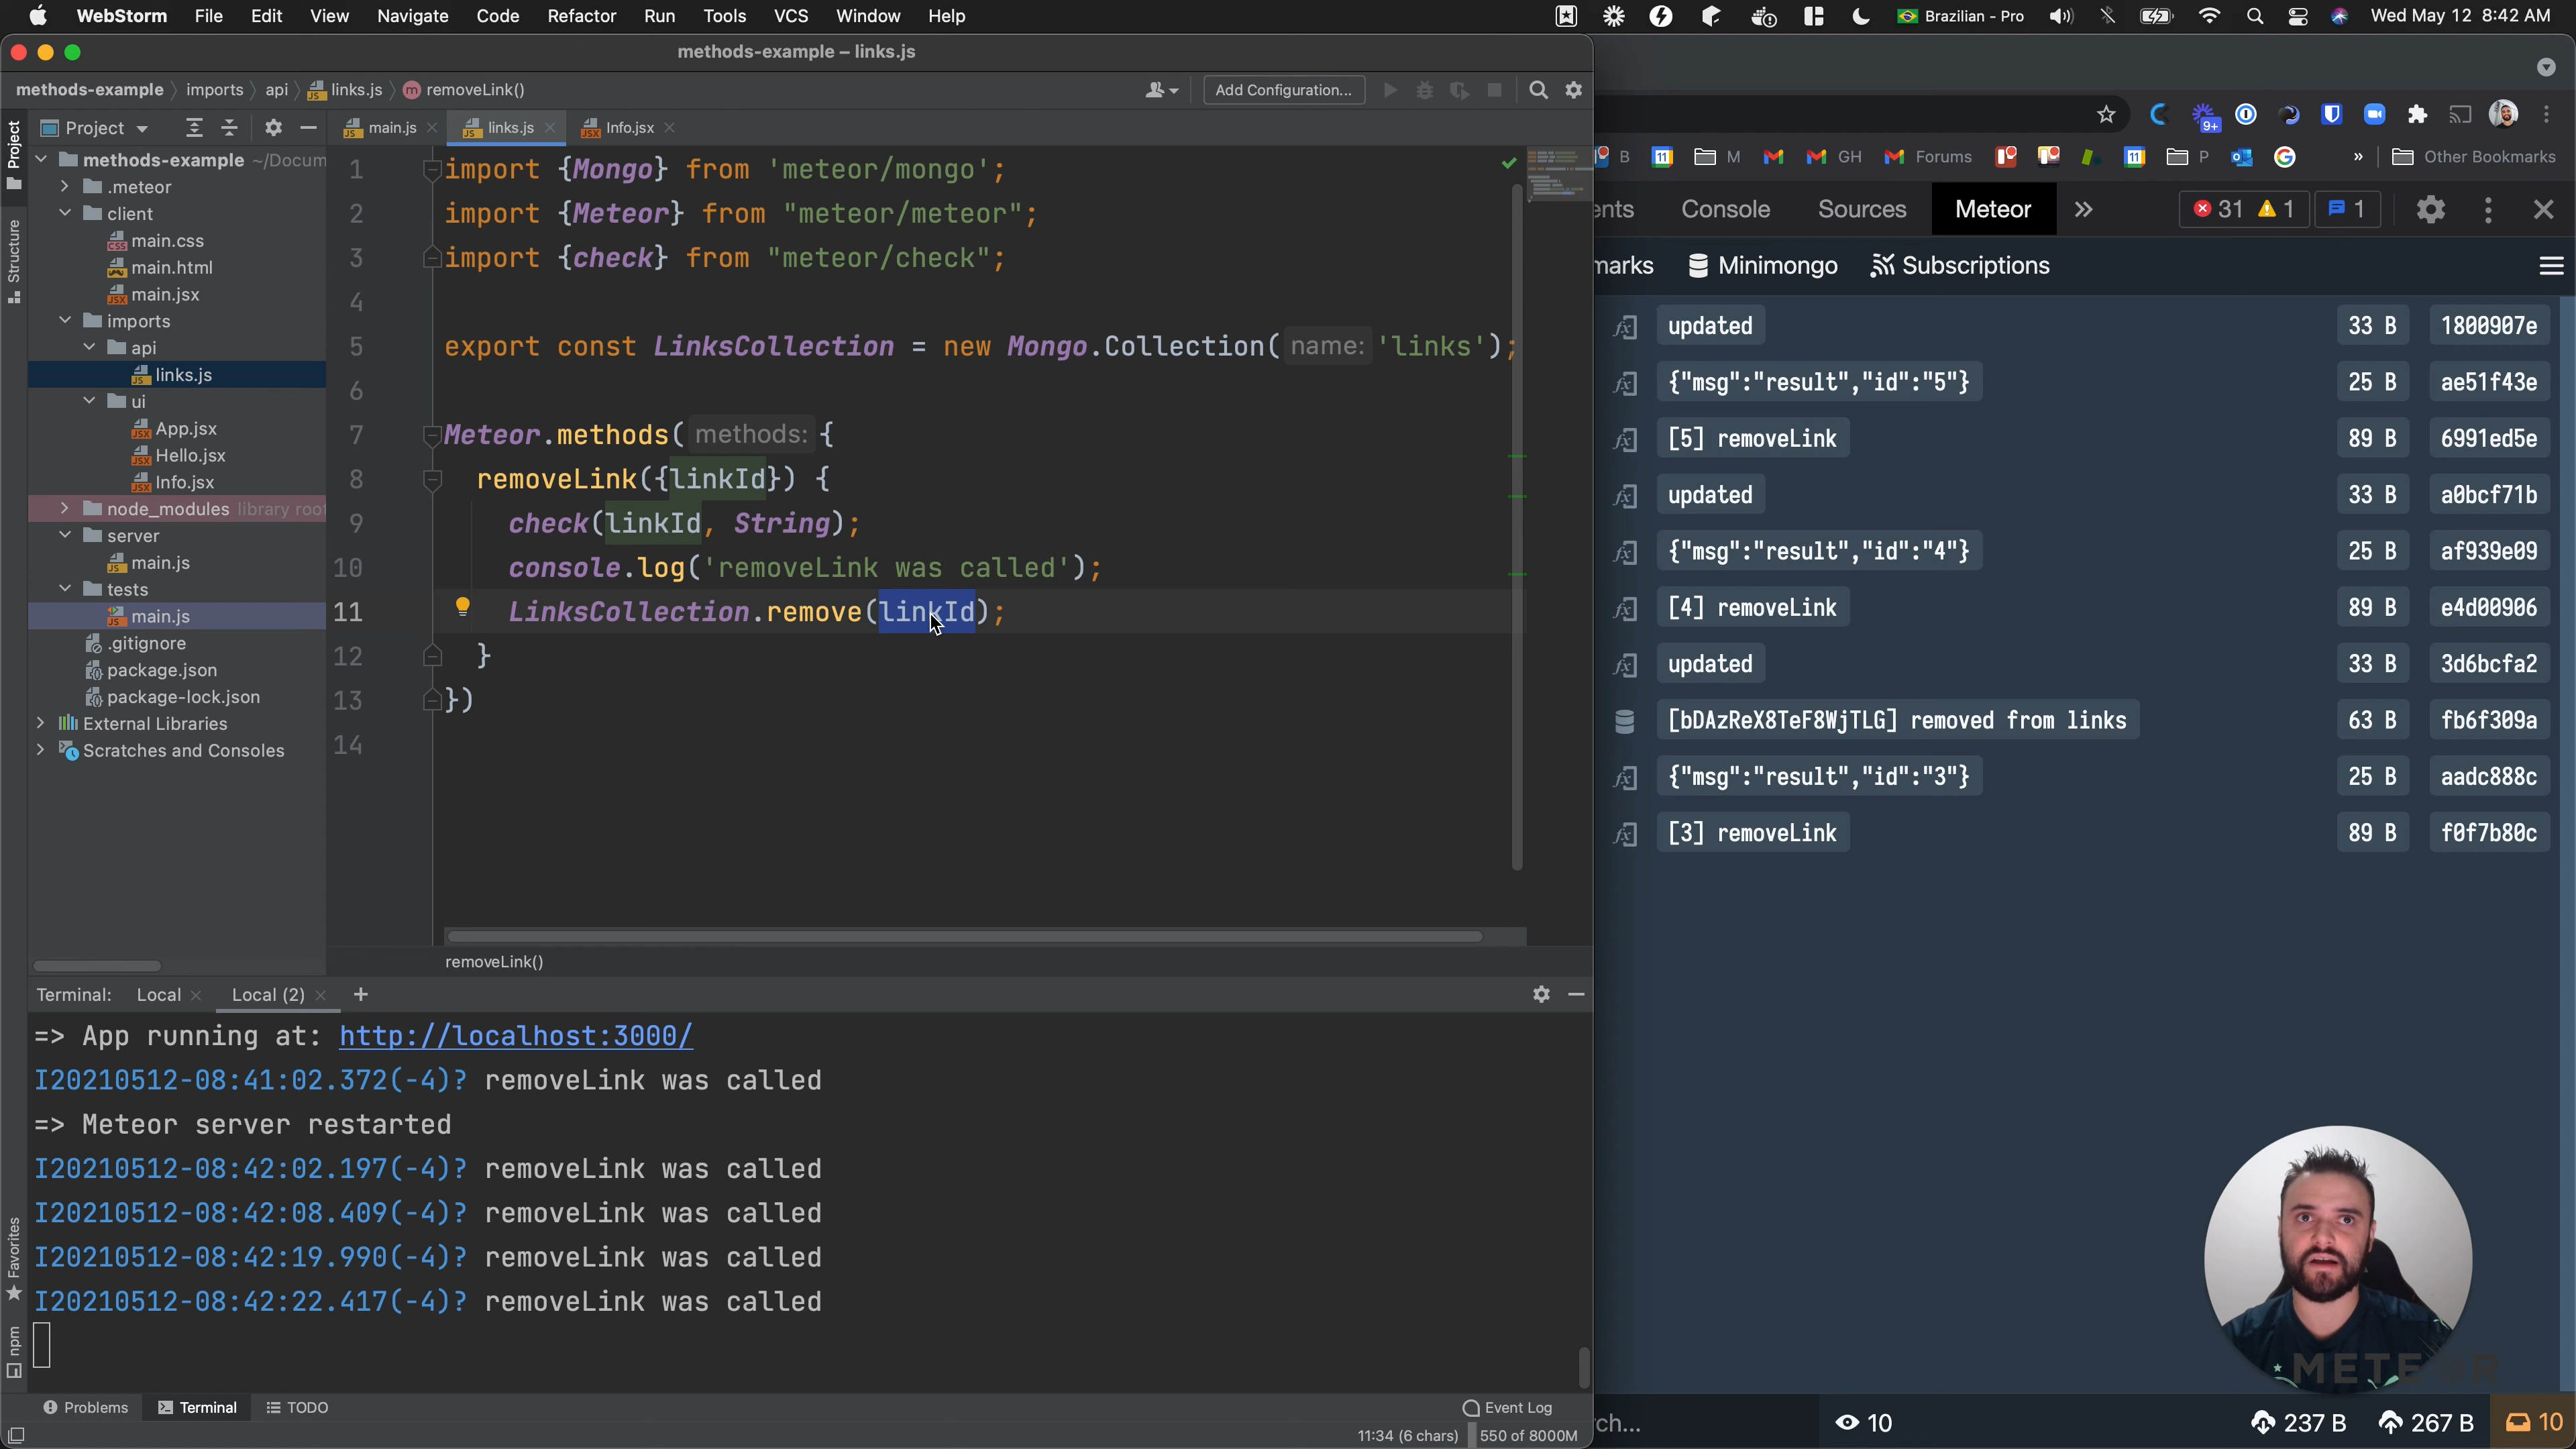 WebStorm File Edit View Navigate Code Refactor Run Tools VCS Window Help
Brazilian - Pro Wed May 12 8:42 AM
methods-example – links.js
methods-example imports api links.js removeLink()
Add Configuration...
Project
main.js links.js Info.jsx
Project
Structure
Favorites
npm
methods-example ~/Docum
.meteor
client
main.css
main.html
main.jsx
imports
api
links.js
ui
App.jsx
Hello.jsx
Info.jsx
node_modules library root
server
main.js
tests
main.js
.gitignore
package.json
package-lock.json
External Libraries
Scratches and Consoles
1 import {Mongo} from 'meteor/mongo';
2 import {Meteor} from "meteor/meteor";
3 import {check} from "meteor/check";
4
5 export const LinksCollection = new Mongo.Collection( name: 'links');
6
7 Meteor.methods( methods: {
8 removeLink({linkId}) {
9 check(linkId, String);
10 console.log('removeLink was called');
11 LinksCollection.remove(linkId);
12 }
13 })
14
removeLink()
Terminal: Local Local (2) +
=> App running at: http://localhost:3000/
I20210512-08:41:02.372(-4)? removeLink was called
=> Meteor server restarted
I20210512-08:42:02.197(-4)? removeLink was called
I20210512-08:42:08.409(-4)? removeLink was called
I20210512-08:42:19.990(-4)? removeLink was called
I20210512-08:42:22.417(-4)? removeLink was called
Problems Terminal TODO
Event Log
11:34 (6 chars) 550 of 8000M
9+
B 11 M GH Forums 11 P » Other Bookmarks
ents Console Sources Meteor » 31 1 1
marks Minimongo Subscriptions
updated 33 B 1800907e
{"msg":"result","id":"5"} 25 B ae51f43e
[5] removeLink 89 B 6991ed5e
updated 33 B a0bcf71b
{"msg":"result","id":"4"} 25 B af939e09
[4] removeLink 89 B e4d00906
updated 33 B 3d6bcfa2
[bDAzReX8TeF8WjTLG] removed from links 63 B fb6f309a
{"msg":"result","id":"3"} 25 B aadc888c
[3] removeLink 89 B f0f7b80c
rch... 10
237 B 267 B 10